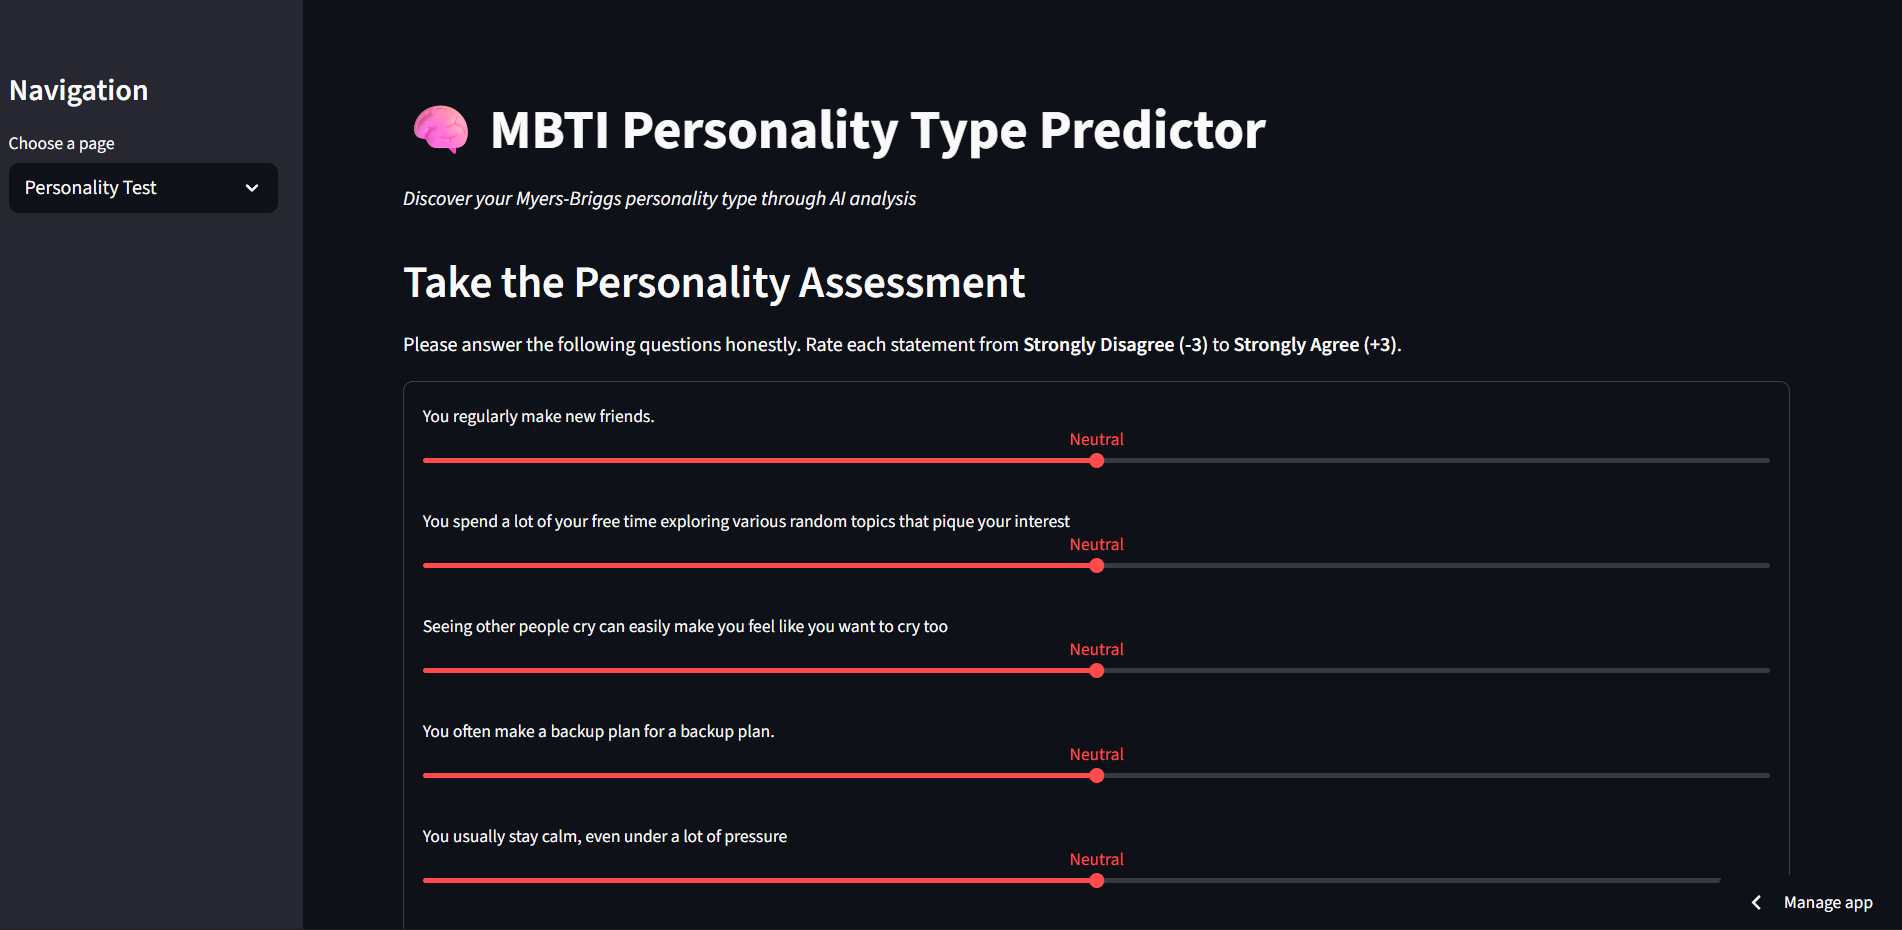 Navigation
Choose a page
Personality Test
MBTI Personality Type Predictor
Discover your Myers-Briggs personality type through AI analysis
Take the Personality Assessment
Please answer the following questions honestly. Rate each statement from Strongly Disagree (-3) to Strongly Agree (+3).
You regularly make new friends.
Neutral
You spend a lot of your free time exploring various random topics that pique your interest
Neutral
Seeing other people cry can easily make you feel like you want to cry too
Neutral
You often make a backup plan for a backup plan.
Neutral
You usually stay calm, even under a lot of pressure
Neutral
Manage app